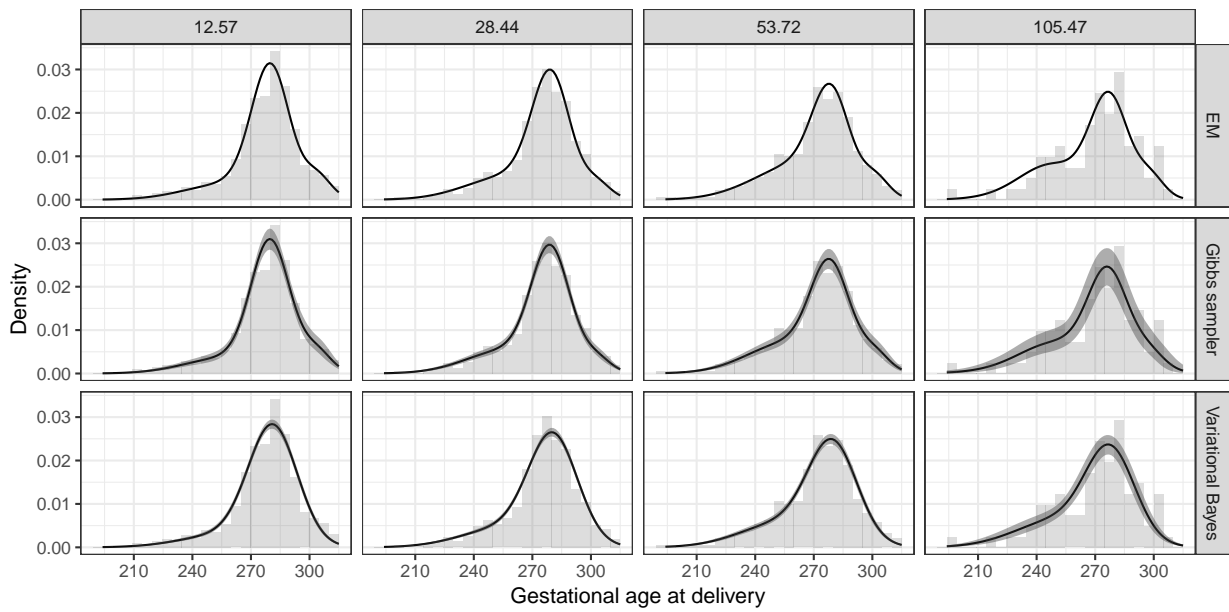 12.57 28.44 53.72 105.47
0.03
0.02
0.01
0.00
EM
0.03
0.02
0.01
0.00
Gibbs sampler
0.03
0.02
0.01
0.00
Variational Bayes
Density
210 240 270 300 210 240 270 300 210 240 270 300 210 240 270 300
Gestational age at delivery